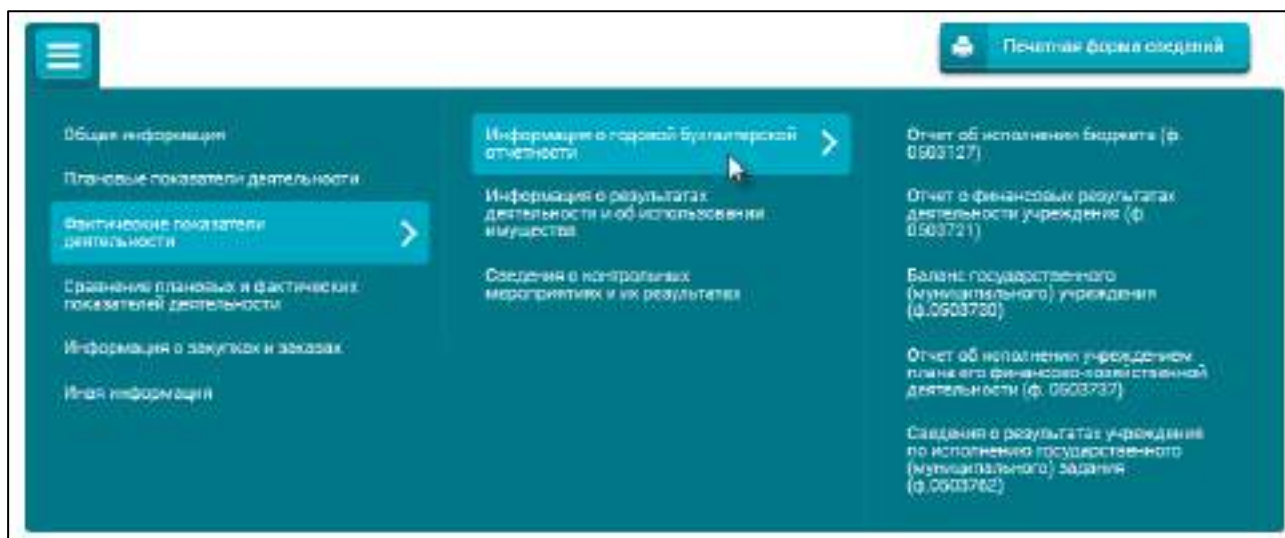 Печатная форма сведений
Общая информация
Плановые показатели деятельности
Фактические показатели
деятельности
Сравнение плановых и фактических
показателей деятельности
Информация о закупках и заказах
Иная информация
Информация о годовой бухгалтерской
отчетности
Информация о результатах
деятельности и об использовании
имущества
Сведения о контрольных
мероприятиях и их результатах
Отчет об исполнении бюджета (ф.
0503127)
Отчет о финансовых результатах
деятельности учреждения (ф.
0503721)
Баланс государственного
(муниципального) учреждения
(ф.0503730)
Отчет об исполнении учреждением
плана его финансово-хозяйственной
деятельности (ф. 0503737)
Сведения о результатах учреждения
по исполнению государственного
(муниципального) задания
(ф.0503762)